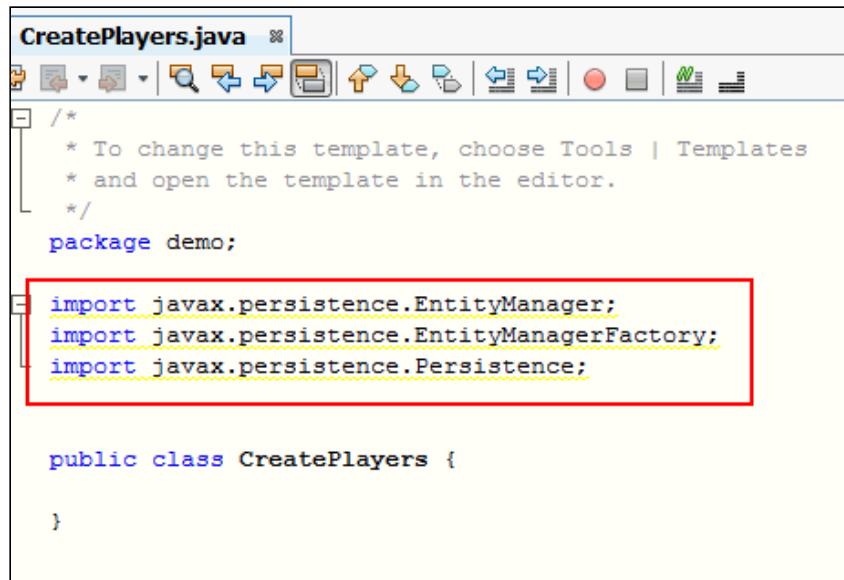 CreatePlayers.java
/*
* To change this template, choose Tools | Templates
* and open the template in the editor.
*/
package demo;
import javax.persistence.EntityManager;
import javax.persistence.EntityManagerFactory;
import javax.persistence.Persistence;
public class CreatePlayers {
}